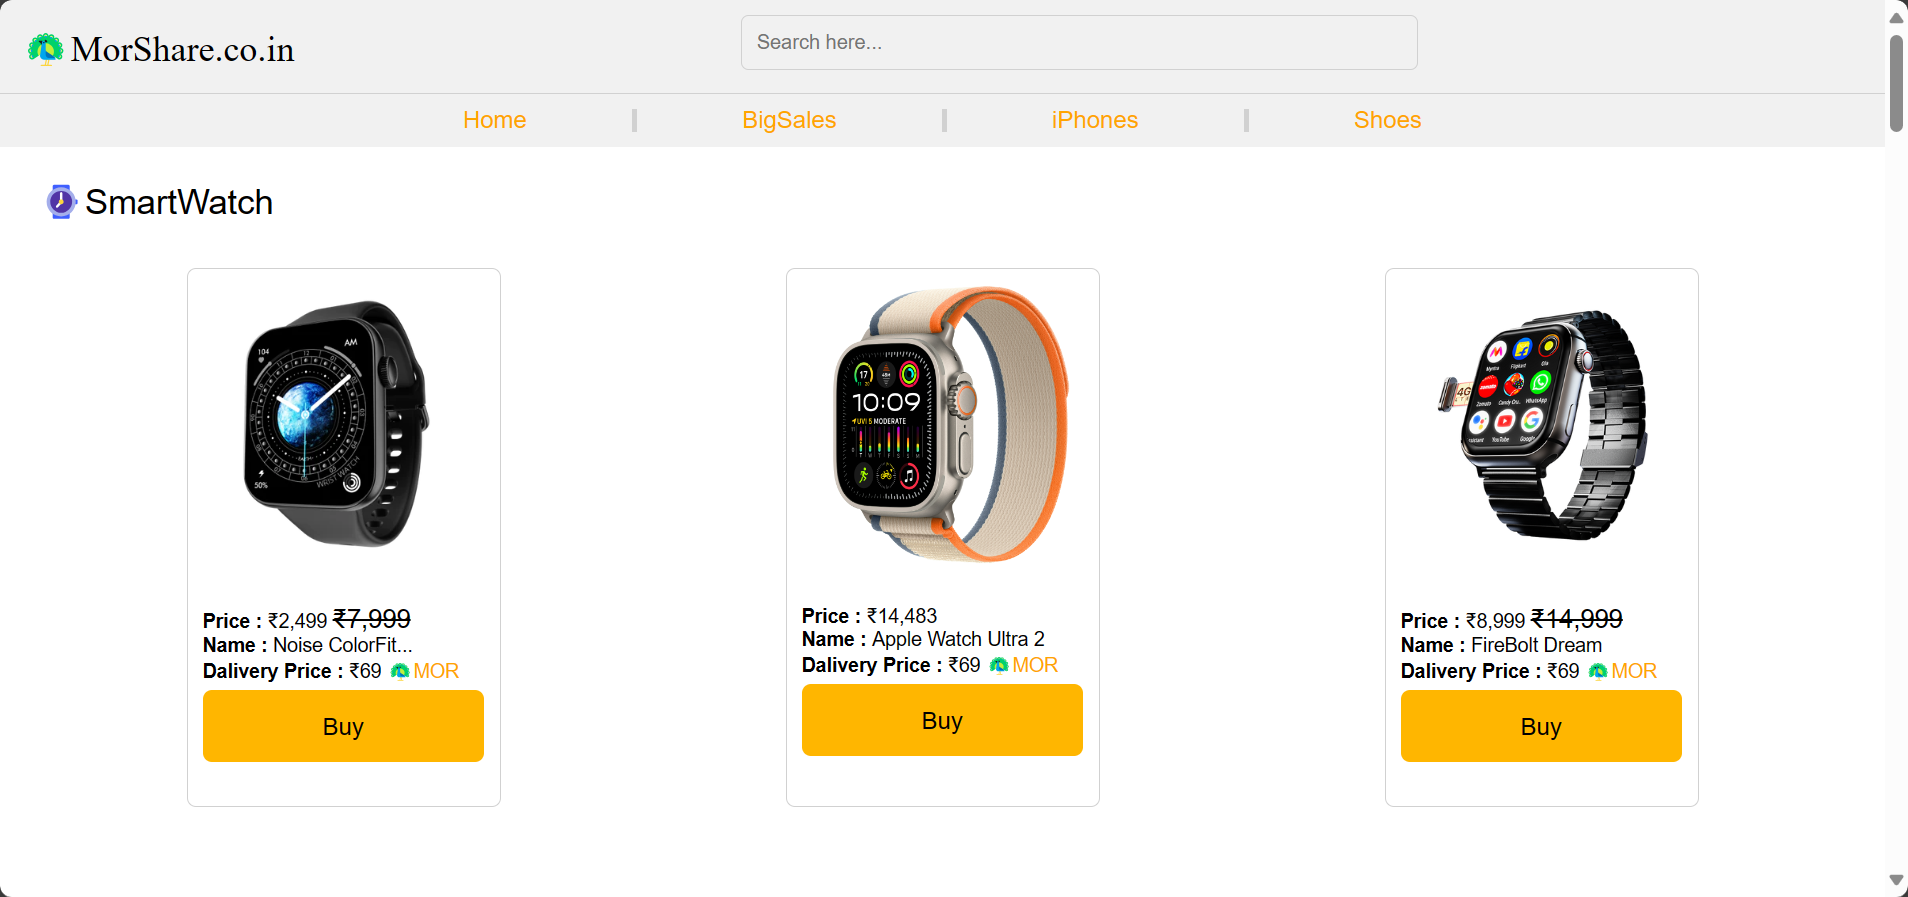 MorShare.co.in
Search here...
Home
BigSales
iPhones
Shoes
SmartWatch
104
AM
50%
WRIST WATCH
Price : ₹2,499 ₹7,999
Name : Noise ColorFit...
Dalivery Price : ₹69 MOR
Buy
17
10:09
UVI 5 MODERATE
Price : ₹14,483
Name : Apple Watch Ultra 2
Dalivery Price : ₹69 MOR
Buy
4G
Myntra
Flipkart
Ola
Zomato
Candy Cru..
WhatsApp
YouTube
Google
Price : ₹8,999 ₹14,999
Name : FireBolt Dream
Dalivery Price : ₹69 MOR
Buy